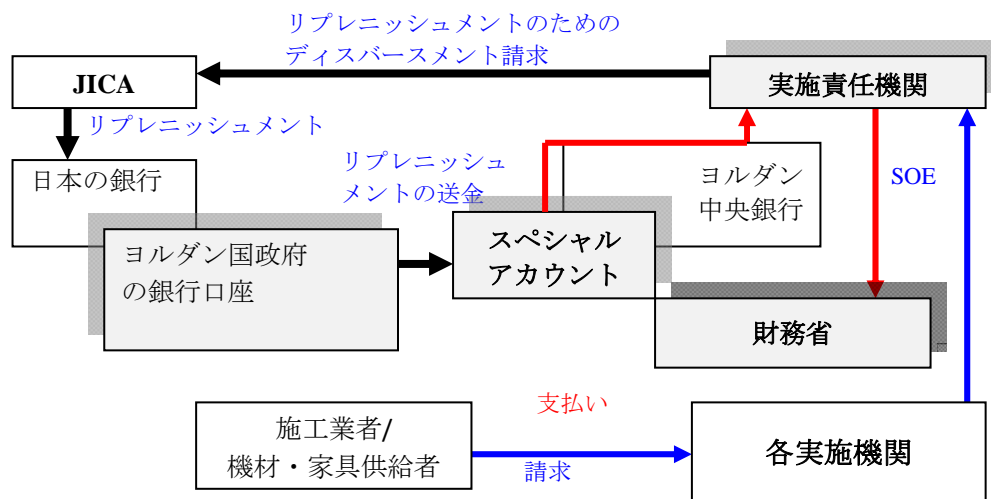 リプレニッシュメントのための
ディスバースメント請求
JICA
実施責任機関
リプレニッシュメント
日本の銀行
リプレニッシュ
メントの送金
ヨルダン
中央銀行
SOE
ヨルダン国政府
の銀行口座
スペシャル
アカウント
財務省
支払い
施工業者/
機材・家具供給者
請求
各実施機関